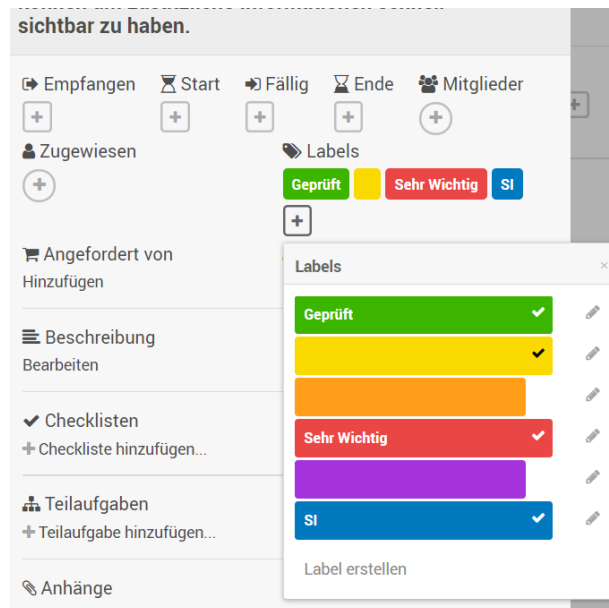 sichtbar zu haben.
Empfangen Start Fällig Ende Mitglieder
Zugewiesen
Labels
Geprüft Sehr Wichtig SI
Angefordert von
Hinzufügen
Beschreibung
Bearbeiten
Checklisten
Checkliste hinzufügen...
Teilaufgaben
Teilaufgabe hinzufügen...
Anhänge
Labels
Geprüft
Sehr Wichtig
SI
Label erstellen